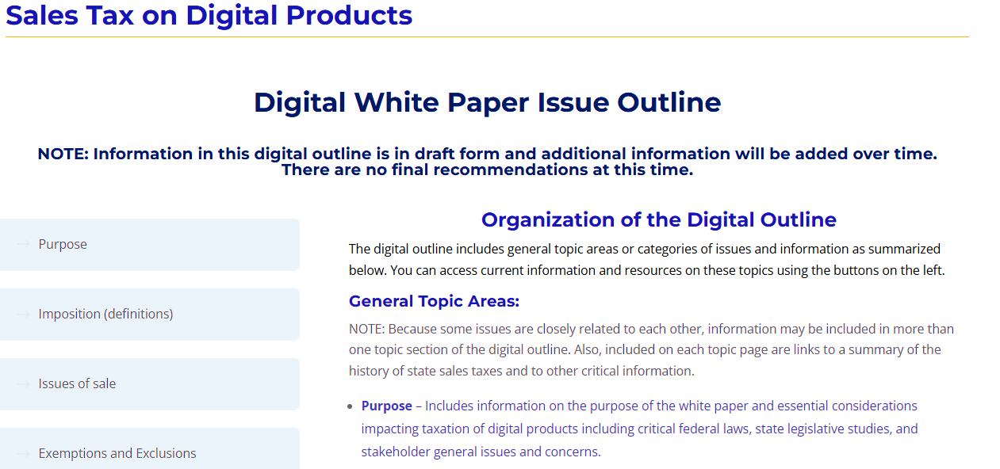 Sales Tax on Digital Products
Digital White Paper Issue Outline
NOTE: Information in this digital outline is in draft form and additional information will be added over time.
There are no final recommendations at this time.
Purpose
Imposition (definitions)
Issues of sale
Exemptions and Exclusions
Organization of the Digital Outline
The digital outline includes general topic areas or categories of issues and information as summarized
below. You can access current information and resources on these topics using the buttons on the left.
General Topic Areas:
NOTE: Because some issues are closely related to each other, information may be included in more than
one topic section of the digital outline. Also, included on each topic page are links to a summary of the
history of state sales taxes and to other critical information.
• Purpose – Includes information on the purpose of the white paper and essential considerations
impacting taxation of digital products including critical federal laws, state legislative studies, and
stakeholder general issues and concerns.